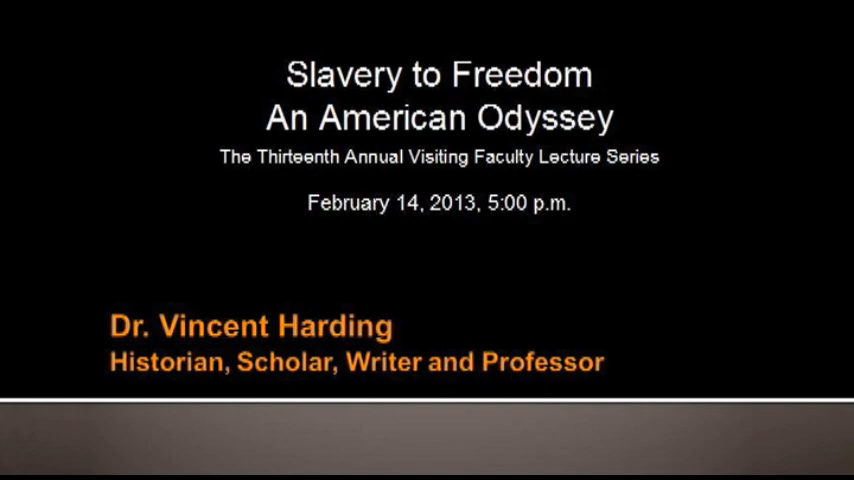 Slavery to Freedom
An American Odyssey
The Thirteenth Annual Visiting Faculty Lecture Series
February 14, 2013, 5:00 p.m.
Dr. Vincent Harding
Historian, Scholar, Writer and Professor